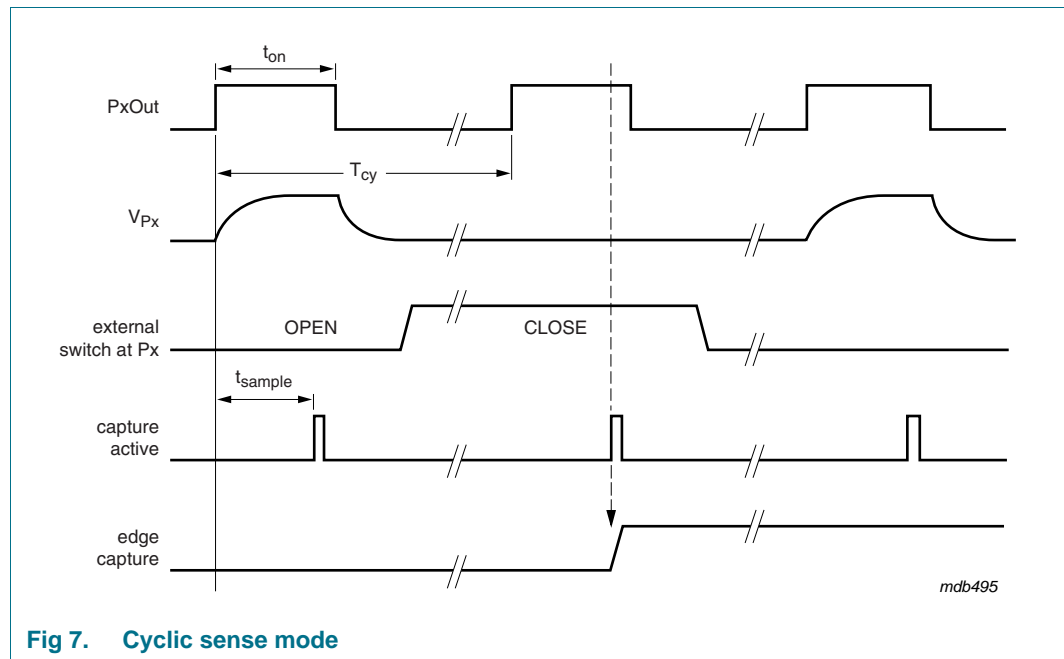 t_on
PxOut
T_cy
V_Px
OPEN
CLOSE
external
switch at Px
t_sample
capture
active
edge
capture
mdb495
Fig 7. Cyclic sense mode